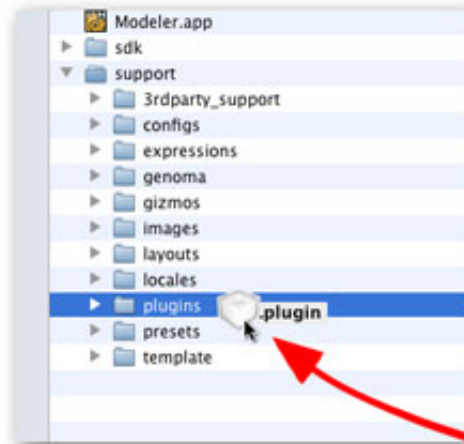 Modeler.app
sdk
support
3rdparty_support
configs
expressions
genoma
gizmos
images
layouts
locales
plugins .plugin
presets
template